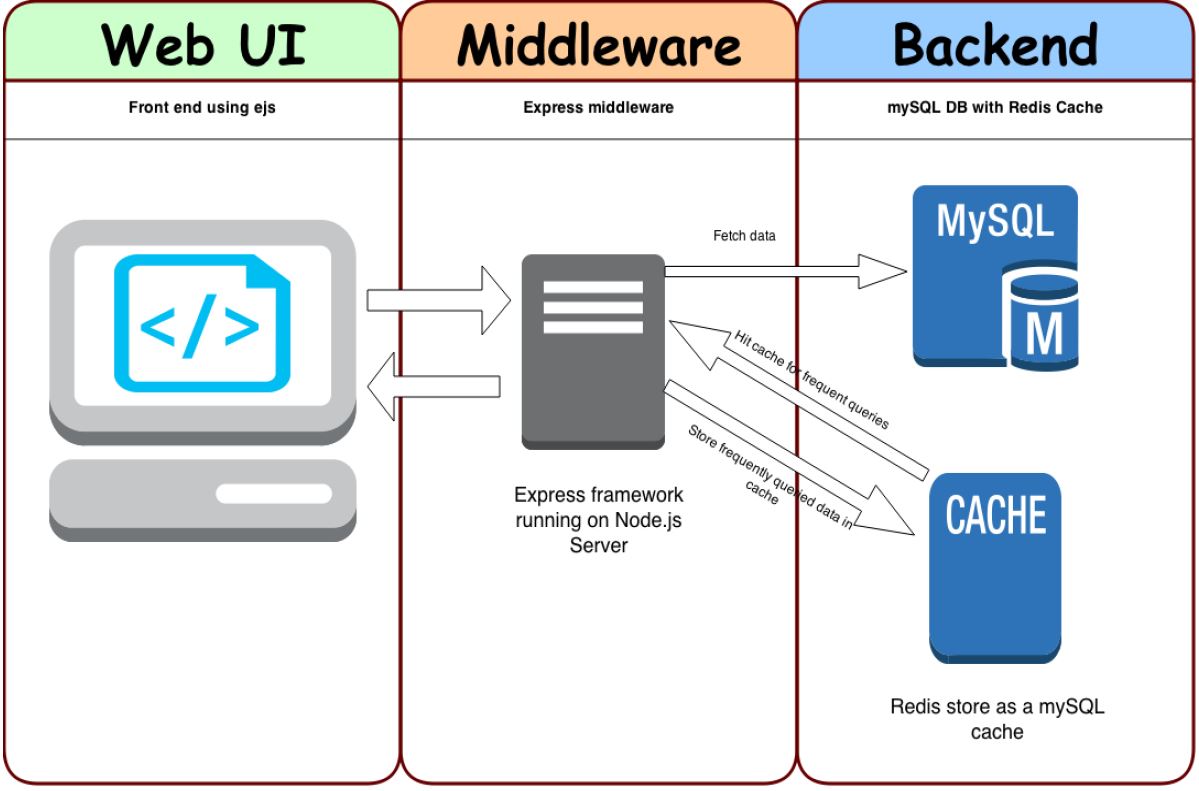 Web UI
Middleware
Backend
Front end using ejs
Express middleware
mySQL DB with Redis Cache
</>
MySQL
M
Fetch data
Hit cache for frequent queries
Store frequently queried data in
cache
CACHE
Express framework
running on Node.js
Server
Redis store as a mySQL
cache